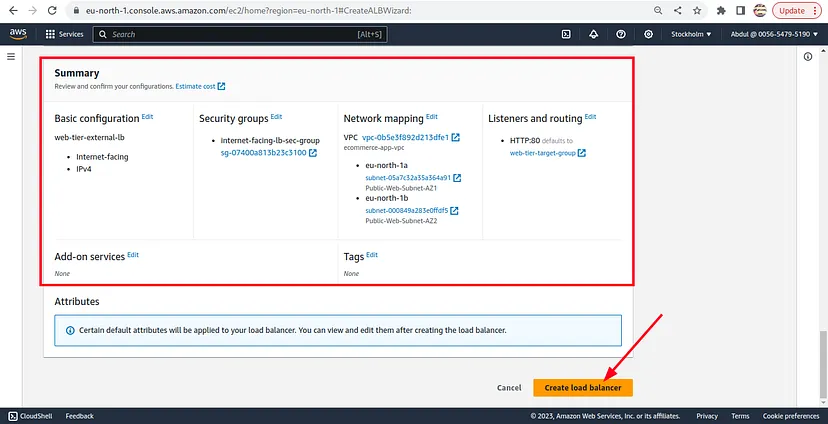 eu-north-1.console.aws.amazon.com/ec2/home?region=eu-north-1#CreateALBWizard:
Update
aws
Services
Search
[Alt+S]
Stockholm ▼
Abdul @ 0056-5479-5190 ▼
Summary
Review and confirm your configurations. Estimate cost
Basic configuration Edit
web-tier-external-lb
• Internet-facing
• IPv4
Security groups Edit
• internet-facing-lb-sec-group
sg-07400a813b23c3100
Network mapping Edit
VPC vpc-0b5e3f892d213dfe1
ecommerce-app-vpc
• eu-north-1a
subnet-05a7c32a35a364a91
Public-Web-Subnet-AZ1
• eu-north-1b
subnet-000849a283e0ffdf5
Public-Web-Subnet-AZ2
Listeners and routing Edit
• HTTP:80 defaults to
web-tier-target-group
Add-on services Edit
None
Tags Edit
None
Attributes
Certain default attributes will be applied to your load balancer. You can view and edit them after creating the load balancer.
Cancel
Create load balancer
CloudShell
Feedback
© 2023, Amazon Web Services, Inc. or its affiliates.
Privacy
Terms
Cookie preferences